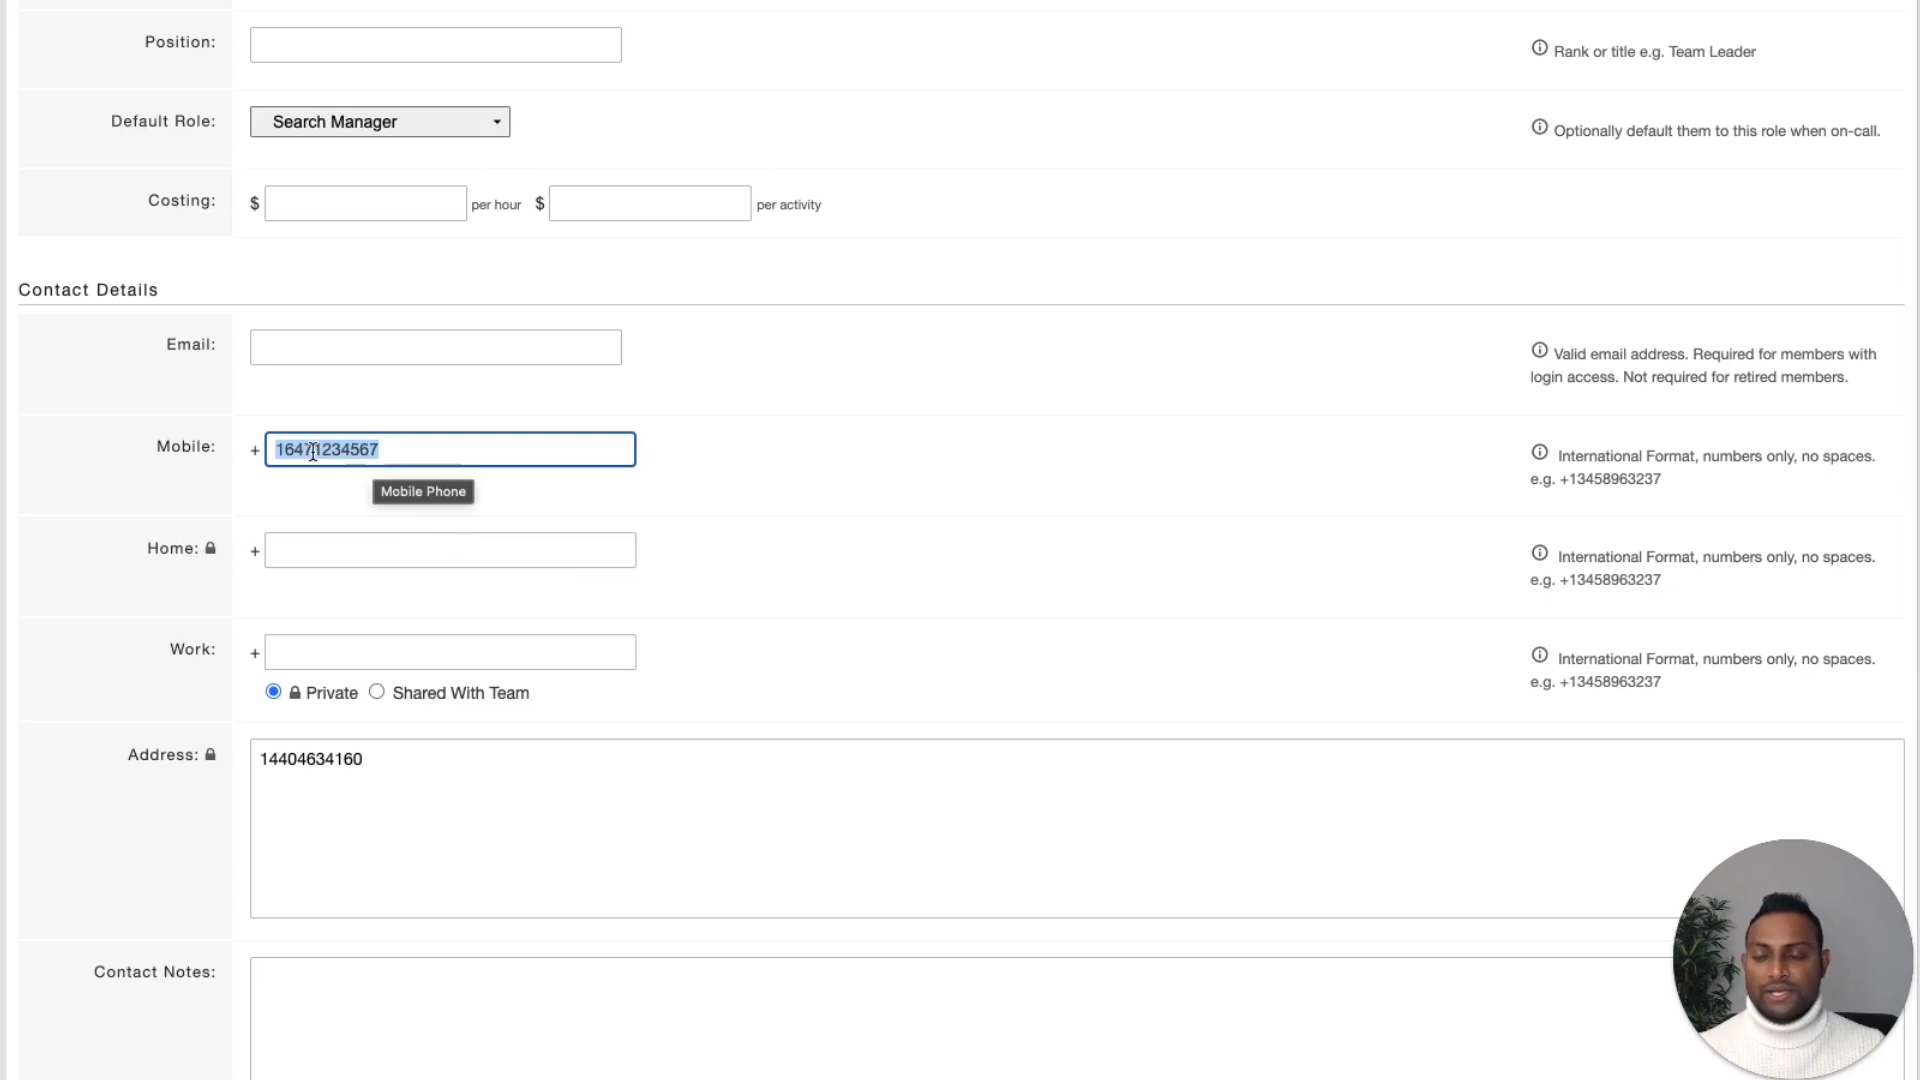 Position:
Rank or title e.g. Team Leader
Default Role:
Search Manager
Optionally default them to this role when on-call.
Costing:
$ per hour $ per activity
Contact Details
Email:
Valid email address. Required for members with
login access. Not required for retired members.
Mobile:
+ 16471234567
International Format, numbers only, no spaces.
e.g. +13458963237
Mobile Phone
Home:
+
International Format, numbers only, no spaces.
e.g. +13458963237
Work:
+
International Format, numbers only, no spaces.
e.g. +13458963237
Private Shared With Team
Address:
14404634160
Contact Notes: